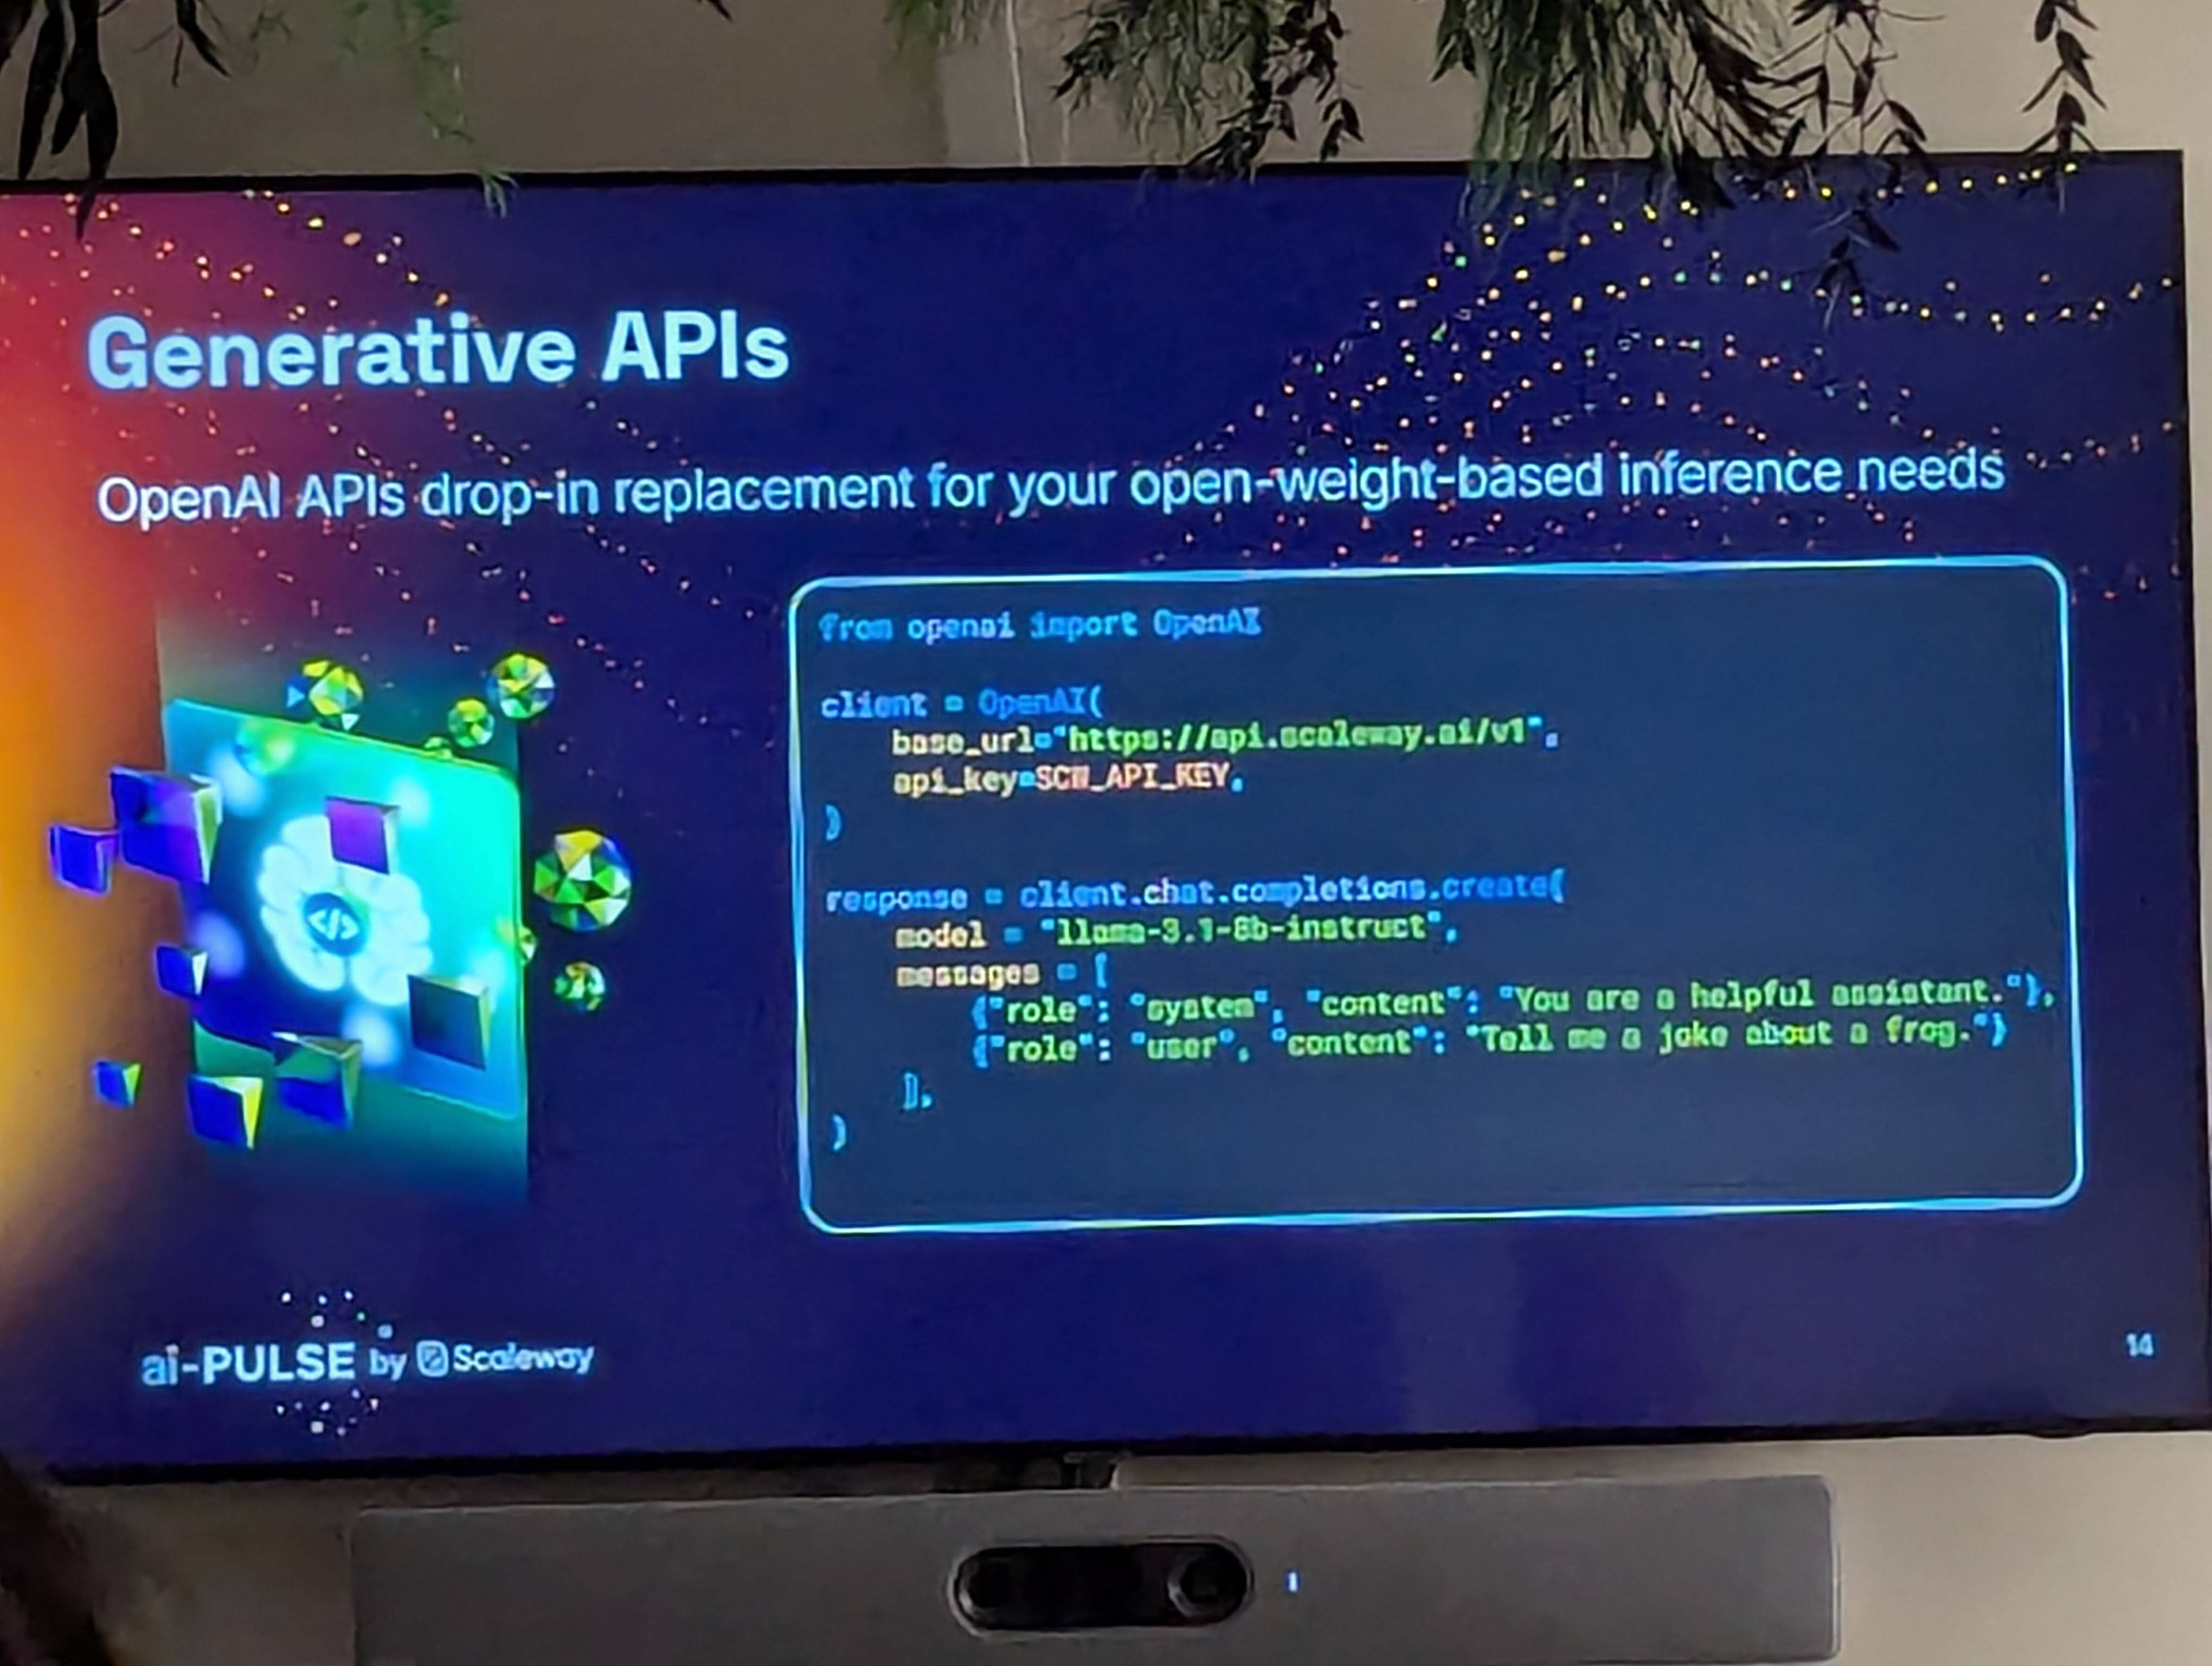 Generative APIs
OpenAI APIs drop-in replacement for your open-weight-based inference needs
from openai import OpenAI
client = OpenAI(
base_url="https://api.scaleway.ai/v1",
api_key=SCW_API_KEY,
)
response = client.chat.completions.create(
model = "llama-3.1-8b-instruct",
messages = [
{"role": "system", "content": "You are a helpful assistant."},
{"role": "user", "content": "Tell me a joke about a frog."}
],
)
</>
ai-PULSE by Scaleway
14